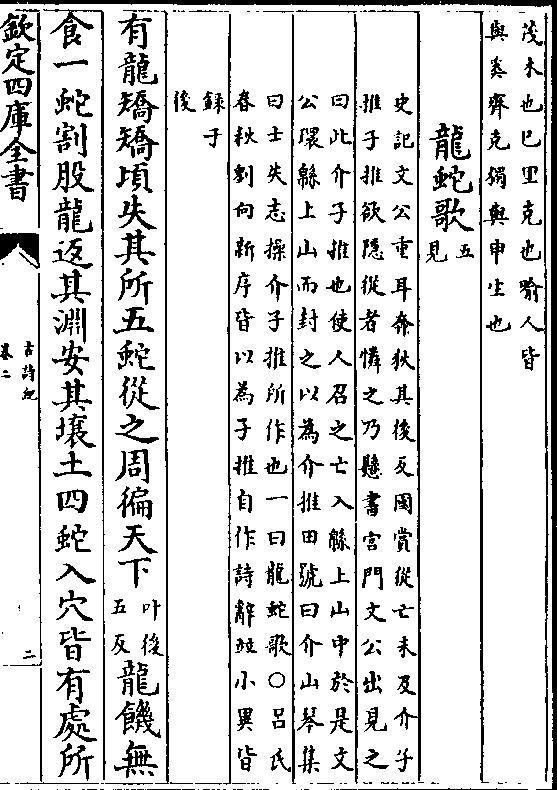 茂木也已里克也喻人皆
與奚齊克獨與申生也
龍蛇歌
五
見
史記文公重耳奔狄其後反國賞從亡未及介子
推子推欲隱從者憐之乃懸書宮門文公出見之
曰此介子推也使人召之亡入緜上山中於是文
公環緜上山而封之以為介推田號曰介山琴集
曰士失志操介子推所作也一曰龍蛇歌○呂氏
春秋劉向新序皆以為子推自作詩辭竝小異皆
録于
後
有龍矯矯頃失其所五蛇從之周徧天下
叶後
五反
龍饑無
食一蛇割股龍返其淵安其壤土四蛇入穴皆有處所
欽定四庫全書
古詩紀
卷二
二